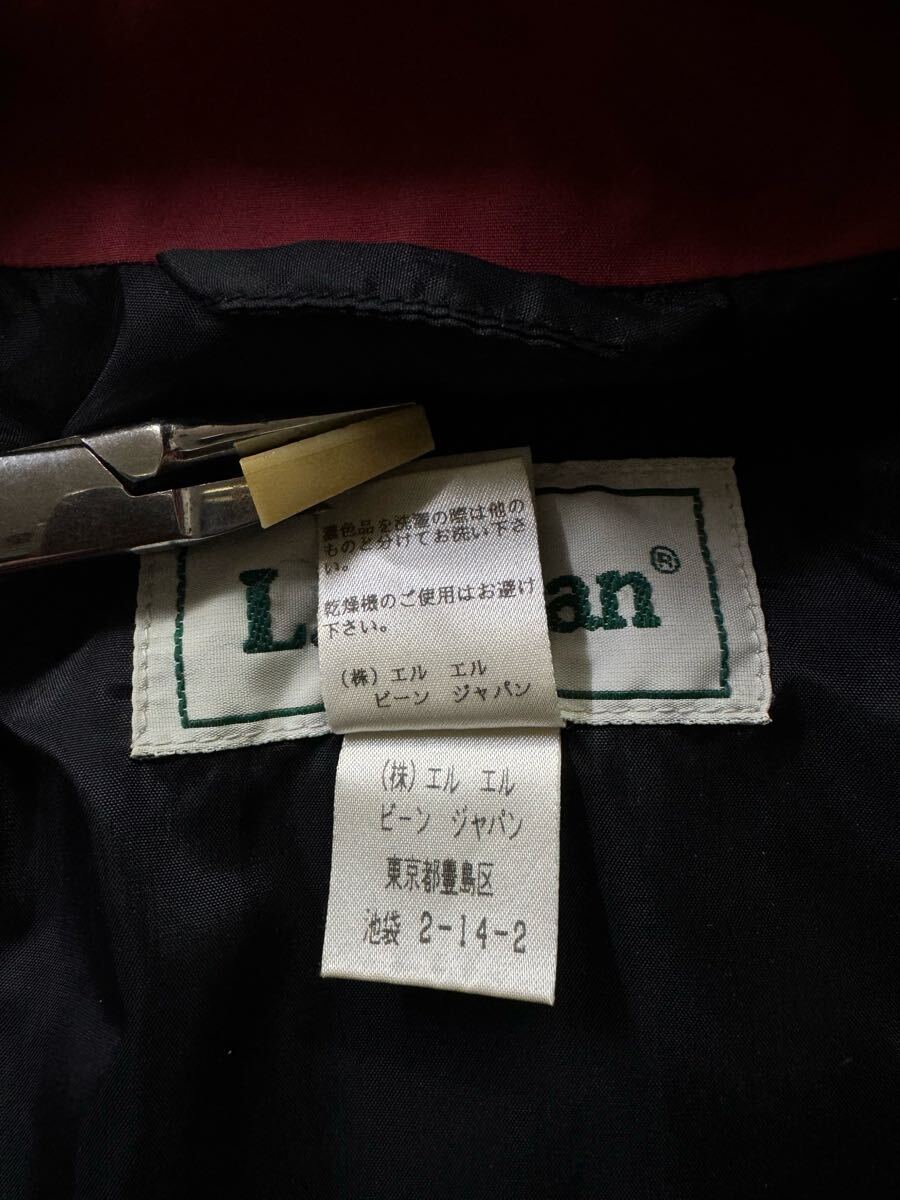 濃色品を洗濯の際は他の
ものと分けてお洗い下さ
い。
乾燥機のご使用はお避け
下さい。
(株)エル エル
ビーン ジャパン
L an®
(株)エル エル
ビーン ジャパン
東京都豊島区
池袋 2-14-2